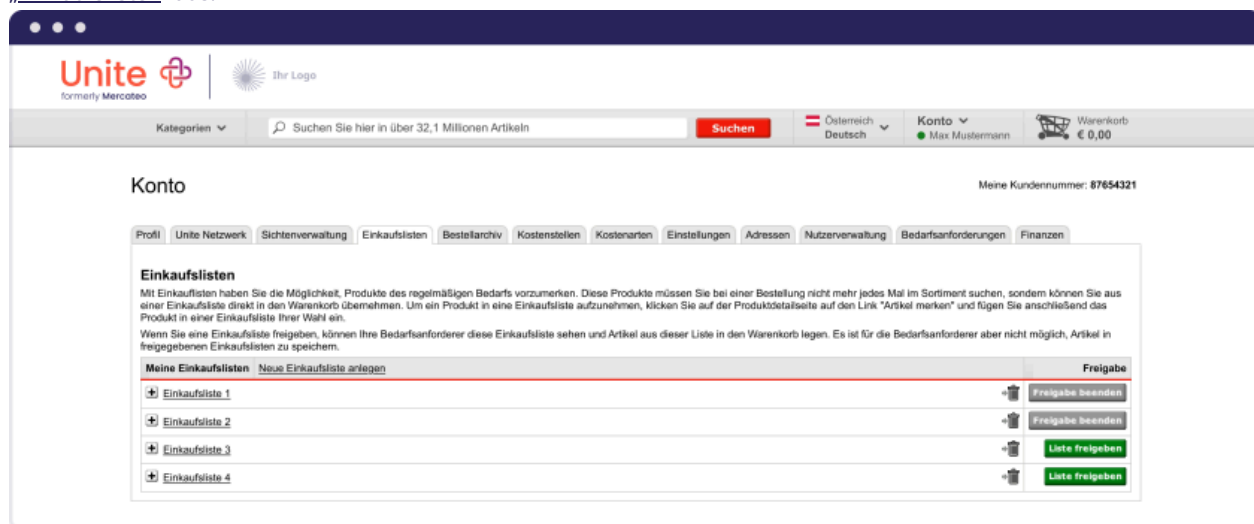 Unite
formerly Mercateo
Ihr Logo
Kategorien
Suchen Sie hier in über 32,1 Millionen Artikeln
Suchen
Österreich
Deutsch
Konto
Max Mustermann
Warenkorb
€ 0,00
Konto
Meine Kundennummer: 87654321
Profil Unite Netzwerk Sichtenverwaltung Einkaufslisten Bestellarchiv Kostenstellen Kostenarten Einstellungen Adressen Nutzerverwaltung Bedarfsanforderungen Finanzen
Einkaufslisten
Mit Einkauflisten haben Sie die Möglichkeit, Produkte des regelmäßigen Bedarfs vorzumerken. Diese Produkte müssen Sie bei einer Bestellung nicht mehr jedes Mal im Sortiment suchen, sondern können Sie aus
einer Einkaufsliste direkt in den Warenkorb übernehmen. Um ein Produkt in eine Einkaufsliste aufzunehmen, klicken Sie auf der Produktdetailseite auf den Link "Artikel merken" und fügen Sie anschließend das
Produkt in einer Einkaufsliste Ihrer Wahl ein.
Wenn Sie eine Einkaufsliste freigeben, können Ihre Bedarfsanforderer diese Einkaufsliste sehen und Artikel aus dieser Liste in den Warenkorb legen. Es ist für die Bedarfsanforderer aber nicht möglich, Artikel in
freigegebenen Einkaufslisten zu speichern.
Meine Einkaufslisten Neue Einkaufsliste anlegen Freigabe
Einkaufsliste 1 Freigabe beenden
Einkaufsliste 2 Freigabe beenden
Einkaufsliste 3 Liste freigeben
Einkaufsliste 4 Liste freigeben